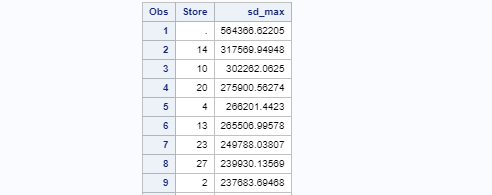 Obs Store sd_max
1 . 564366.62205
2 14 317569.94948
3 10 302262.0625
4 20 275900.56274
5 4 266201.4423
6 13 265506.99578
7 23 249788.03807
8 27 239930.13569
9 2 237683.69468